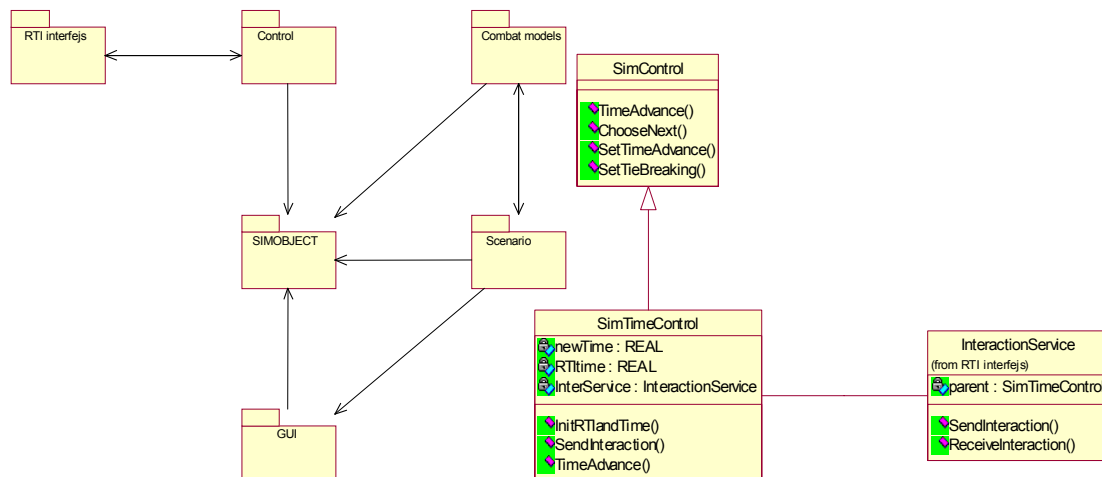 RTI interfejs
Control
Combat models
SIMOBJECT
Scenario
GUI
SimControl
TimeAdvance()
ChooseNext()
SetTimeAdvance()
SetTieBreaking()
SimTimeControl
newTime : REAL
RTItime : REAL
InterService : InteractionService
InitRTIandTime()
SendInteraction()
TimeAdvance()
InteractionService
(from RTI interfejs)
parent : SimTimeControl
SendInteraction()
ReceiveInteraction()